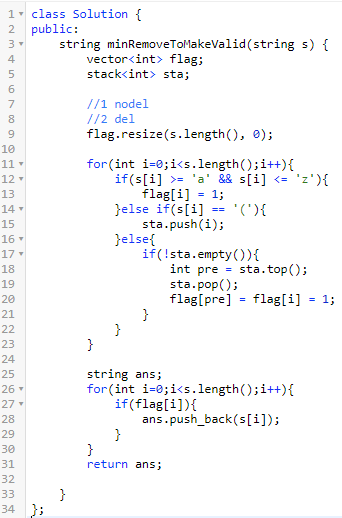 1 class Solution {
2 public:
3     string minRemoveToMakeValid(string s) {
4         vector<int> flag;
5         stack<int> sta;
6
7         //1 nodel
8         //2 del
9         flag.resize(s.length(), 0);
10
11         for(int i=0;i<s.length();i++){
12             if(s[i] >= 'a' && s[i] <= 'z'){
13                 flag[i] = 1;
14             }else if(s[i] == '('){
15                 sta.push(i);
16             }else{
17                 if(!sta.empty()){
18                     int pre = sta.top();
19                     sta.pop();
20                     flag[pre] = flag[i] = 1;
21                 }
22             }
23         }
24
25         string ans;
26         for(int i=0;i<s.length();i++){
27             if(flag[i]){
28                 ans.push_back(s[i]);
29             }
30         }
31         return ans;
32
33     }
34 };